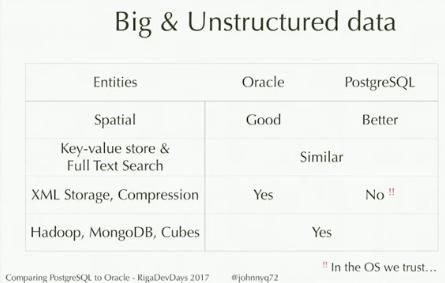 Big & Unstructured data
Entities Oracle PostgreSQL
Spatial Good Better
Key-value store &
Full Text Search
Similar
XML Storage, Compression Yes No !!
Hadoop, MongoDB, Cubes Yes
!! In the OS we trust...
Comparing PostgreSQL to Oracle - RigaDevDays 2017 @johnnyq72